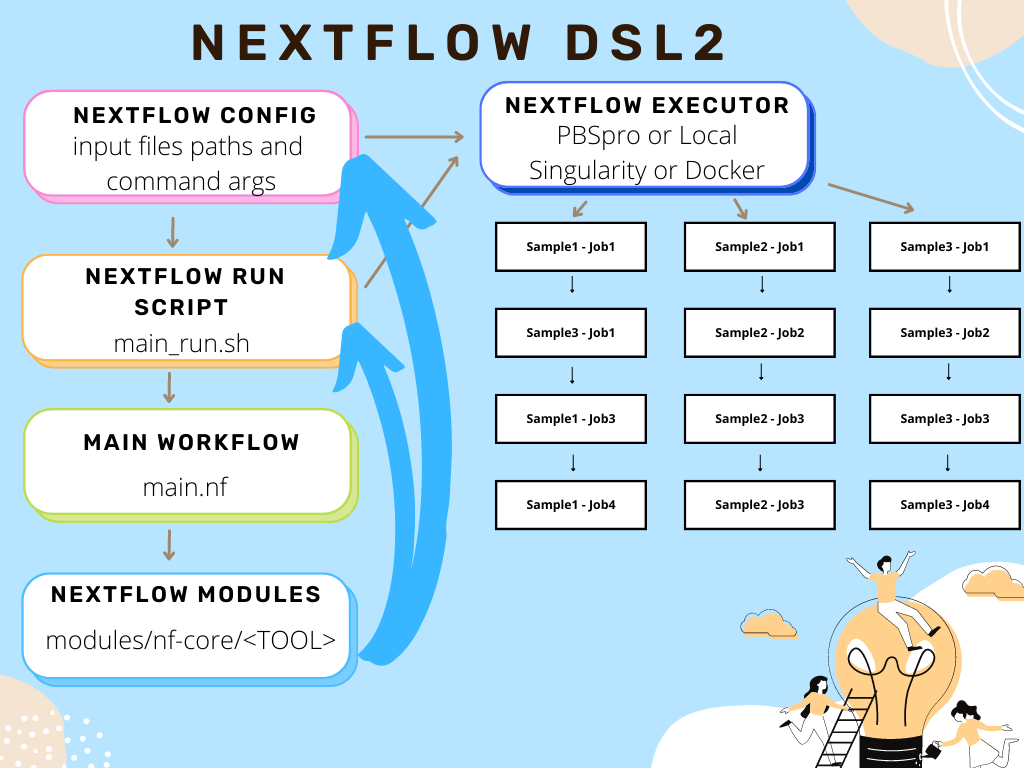 NEXTFLOW DSL2
NEXTFLOW CONFIG
input files paths and
command args
NEXTFLOW RUN
SCRIPT
main_run.sh
MAIN WORKFLOW
main.nf
NEXTFLOW MODULES
modules/nf-core/<TOOL>
NEXTFLOW EXECUTOR
PBSpro or Local
Singularity or Docker
Sample1 - Job1
Sample2 - Job1
Sample3 - Job1
Sample3 - Job1
Sample2 - Job2
Sample3 - Job2
Sample1 - Job3
Sample2 - Job3
Sample3 - Job3
Sample1 - Job4
Sample2 - Job3
Sample3 - Job4